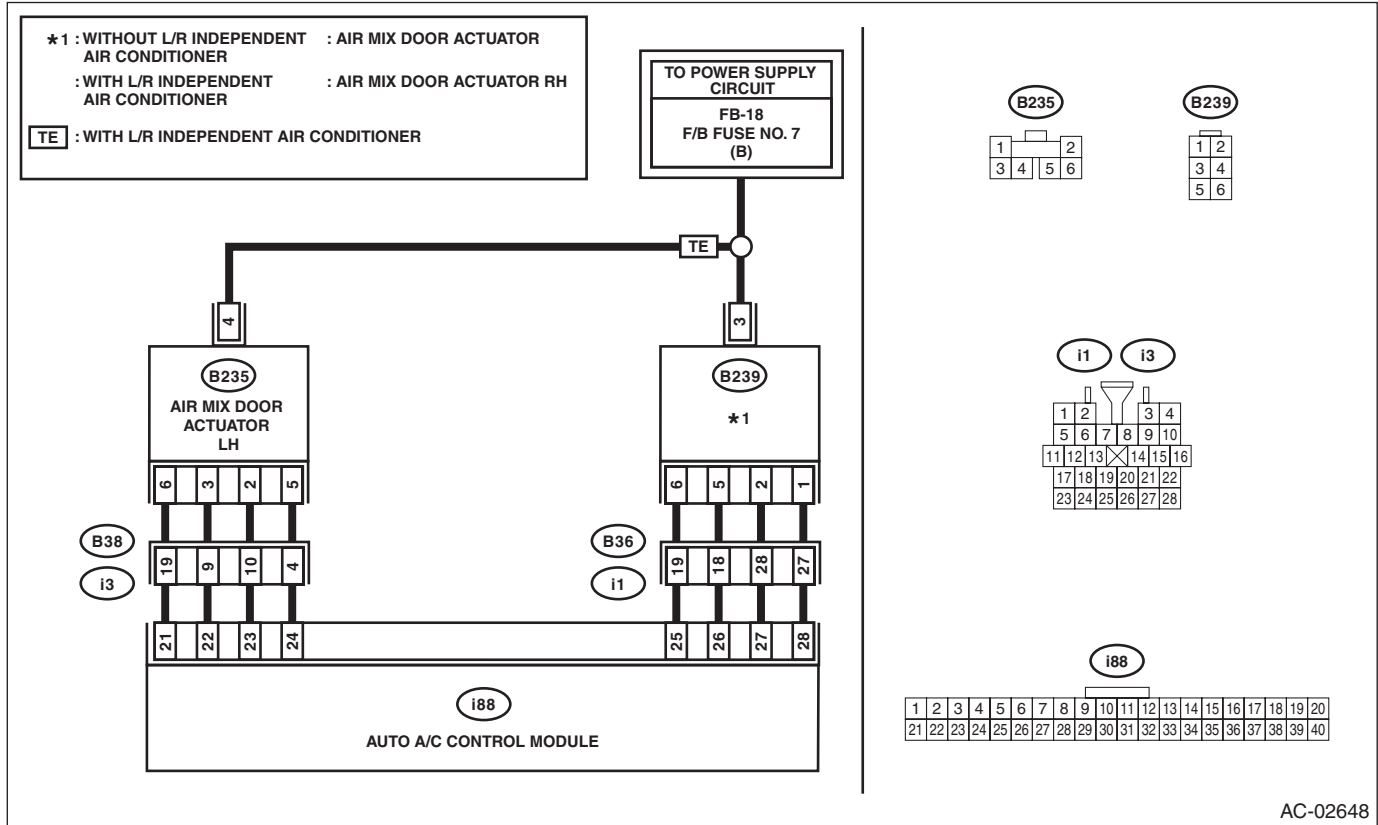 *1 : WITHOUT L/R INDEPENDENT AIR CONDITIONER : AIR MIX DOOR ACTUATOR
: WITH L/R INDEPENDENT AIR CONDITIONER : AIR MIX DOOR ACTUATOR RH
TE : WITH L/R INDEPENDENT AIR CONDITIONER
TO POWER SUPPLY
CIRCUIT
FB-18
F/B FUSE NO. 7
(B)
TE
4
3
B235
AIR MIX DOOR
ACTUATOR
LH
B239
*1
6 3 2 5
6 5 2 1
B38
19 9 10 4
i3
B36
19 18 28 27
i1
21 22 23 24
25 26 27 28
i88
AUTO A/C CONTROL MODULE
B235
1 2
3 4 5 6
B239
1 2
3 4
5 6
i1 i3
1 2 3 4
5 6 7 8 9 10
11 12 13 14 15 16
17 18 19 20 21 22
23 24 25 26 27 28
i88
1 2 3 4 5 6 7 8 9 10 11 12 13 14 15 16 17 18 19 20
21 22 23 24 25 26 27 28 29 30 31 32 33 34 35 36 37 38 39 40
AC-02648